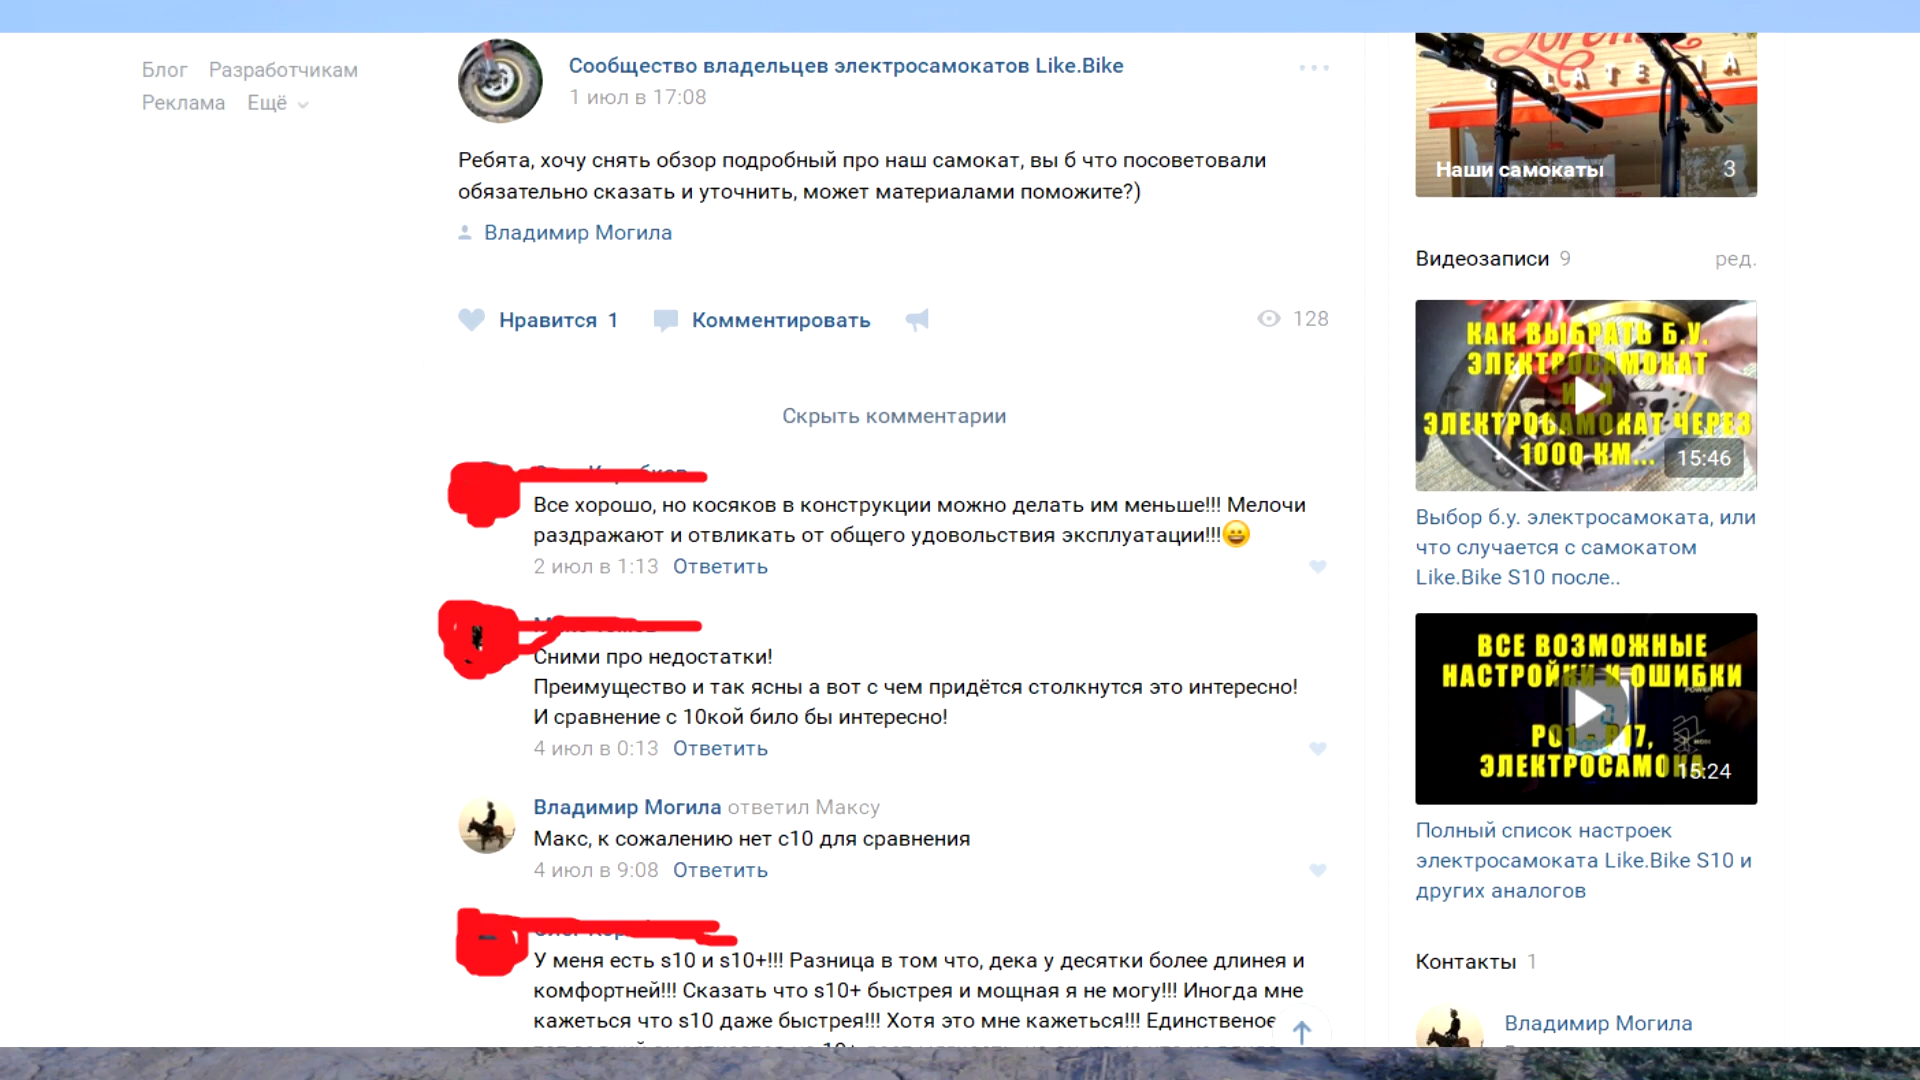 Блог Разработчикам
Реклама Ещё
Сообщество владельцев электросамокатов Like.Bike
1 июл в 17:08
Ребята, хочу снять обзор подробный про наш самокат, вы б что посоветовали
обязательно сказать и уточнить, может материалами поможите?)
Владимир Могила
Нравится 1 Комментировать 128
Скрыть комментарии
Все хорошо, но косяков в конструкции можно делать им меньше!!! Мелочи
раздражают и отвликать от общего удовольствия эксплуатации!!!😀
2 июл в 1:13 Ответить
Сними про недостатки!
Преимущество и так ясны а вот с чем придётся столкнутся это интересно!
И сравнение с 10кой било бы интересно!
4 июл в 0:13 Ответить
Владимир Могила ответил Максу
Макс, к сожалению нет с10 для сравнения
4 июл в 9:08 Ответить
У меня есть s10 и s10+!!! Разница в том что, дека у десятки более длинея и
комфортней!!! Сказать что s10+ быстрея и мощная я не могу!!! Иногда мне
кажеться что s10 даже быстрея!!! Хотя это мне кажеться!!! Единственое
Наши самокаты 3
Видеозаписи 9 ред.
КАК ВЫБРАТЬ Б.У.
ЭЛЕКТРОСАМОКАТ
ИЛИ
ЭЛЕКТРОСАМОКАТ ЧЕРЕЗ
1000 КМ...
15:46
Выбор б.у. электросамоката, или
что случается с самокатом
Like.Bike S10 после..
ВСЕ ВОЗМОЖНЫЕ
НАСТРОЙКИ И ОШИБКИ
P01 - P17,
ЭЛЕКТРОСАМОКА
15:24
Полный список настроек
электросамоката Like.Bike S10 и
других аналогов
Контакты 1
Владимир Могила